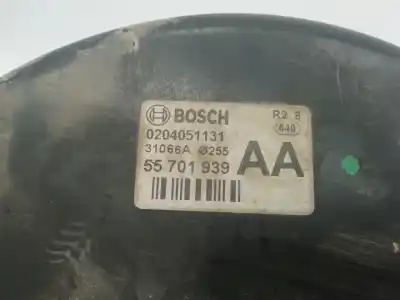 BOSCH
R2 8
0204051131
640
31066A Ø255
55 701 939 AA